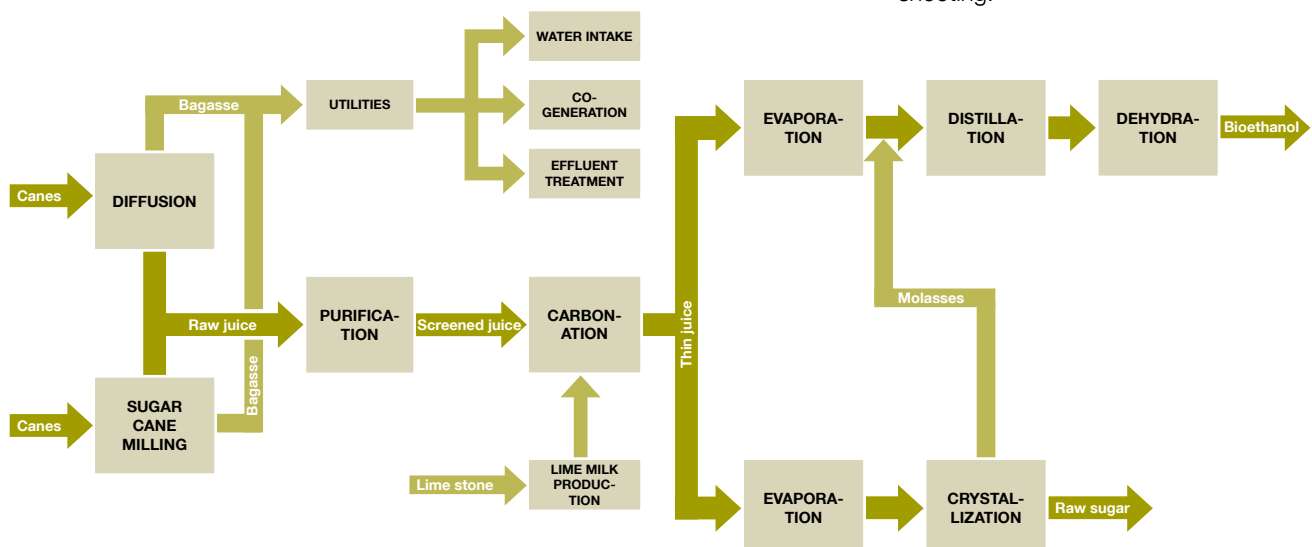 shooting.
WATER INTAKE
Bagasse
UTILITIES
CO-
GENERATION
EFFLUENT
TREATMENT
Canes
DIFFUSION
EVAPORA-
TION
DISTILLA-
TION
DEHYDRA-
TION
Bioethanol
Raw juice
PURIFICA-
TION
Screened juice
CARBON-
ATION
Thin juice
Molasses
Bagasse
Canes
SUGAR
CANE
MILLING
Lime stone
LIME MILK
PRODUC-
TION
EVAPORA-
TION
CRYSTAL-
LIZATION
Raw sugar